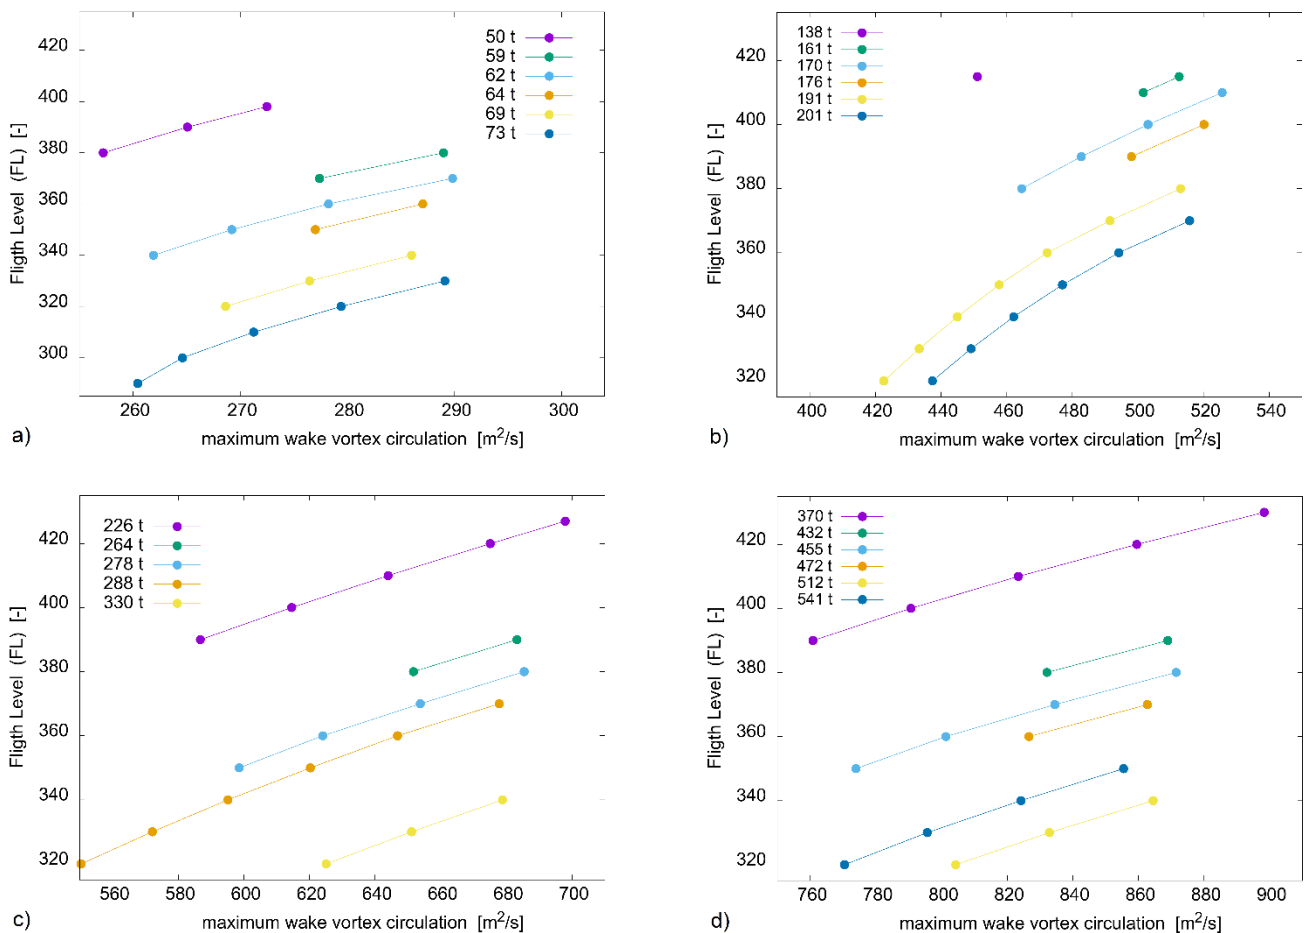 420
400
380
360
340
320
300
Fligth Level (FL) [-]
50 t
59 t
62 t
64 t
69 t
73 t
260 270 280 290 300
a) maximum wake vortex circulation [m²/s]
420
400
380
360
340
320
Fligth Level (FL) [-]
138 t
161 t
170 t
176 t
191 t
201 t
400 420 440 460 480 500 520 540
b) maximum wake vortex circulation [m²/s]
420
400
380
360
340
320
Fligth Level (FL) [-]
226 t
264 t
278 t
288 t
330 t
560 580 600 620 640 660 680 700
c) maximum wake vortex circulation [m²/s]
420
400
380
360
340
320
Fligth Level (FL) [-]
370 t
432 t
455 t
472 t
512 t
541 t
760 780 800 820 840 860 880 900
d) maximum wake vortex circulation [m²/s]